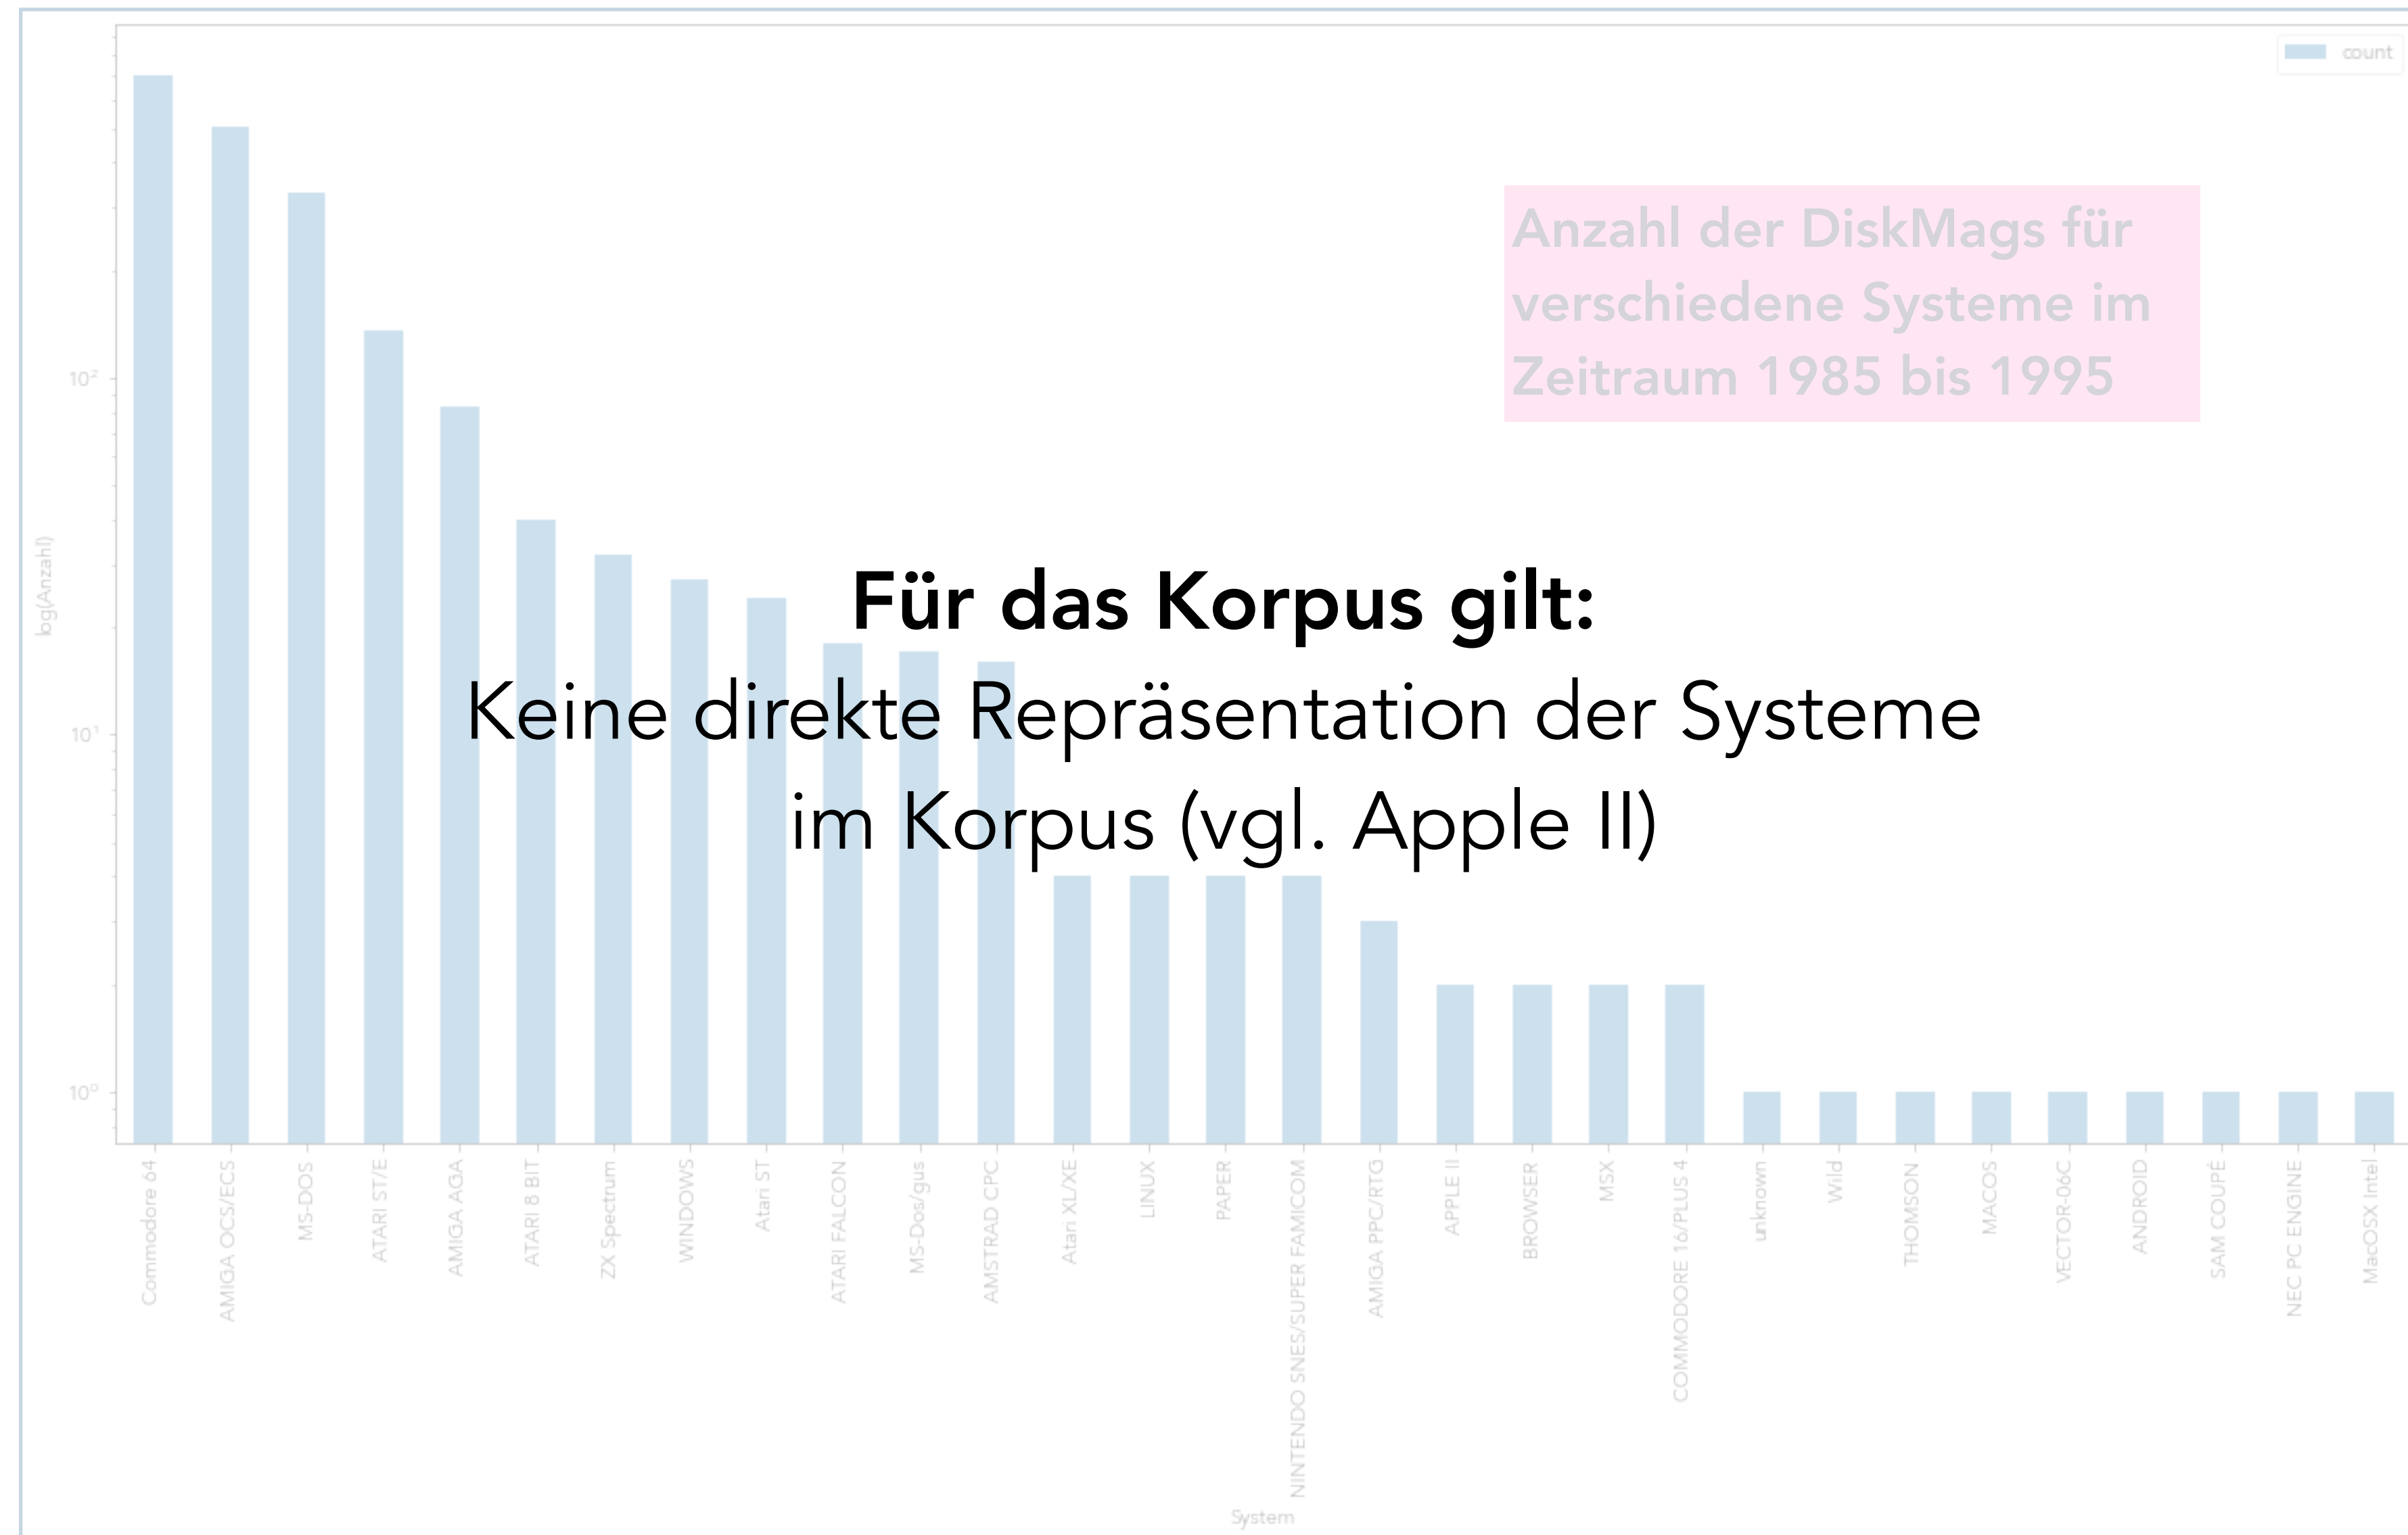 count
Anzahl der DiskMags für
verschiedene Systeme im
Zeitraum 1985 bis 1995
Für das Korpus gilt:
Keine direkte Repräsentation der Systeme
im Korpus (vgl. Apple II)
log(Anzahl)
10²
10¹
10⁰
Commodore 64
AMIGA OCS/ECS
MS-DOS
ATARI ST/E
AMIGA AGA
ATARI 8 BIT
ZX Spectrum
WINDOWS
Atari ST
ATARI FALCON
MS-Dos/gus
AMSTRAD CPC
Atari XL/XE
LINUX
PAPER
NINTENDO SNES/SUPER FAMICOM
AMIGA PPC/RTG
APPLE II
BROWSER
MSX
COMMODORE 16/PLUS 4
unknown
Wild
THOMSON
MACOS
VECTOR-06C
ANDROID
SAM COUPÉ
NEC PC ENGINE
MacOSX Intel
System